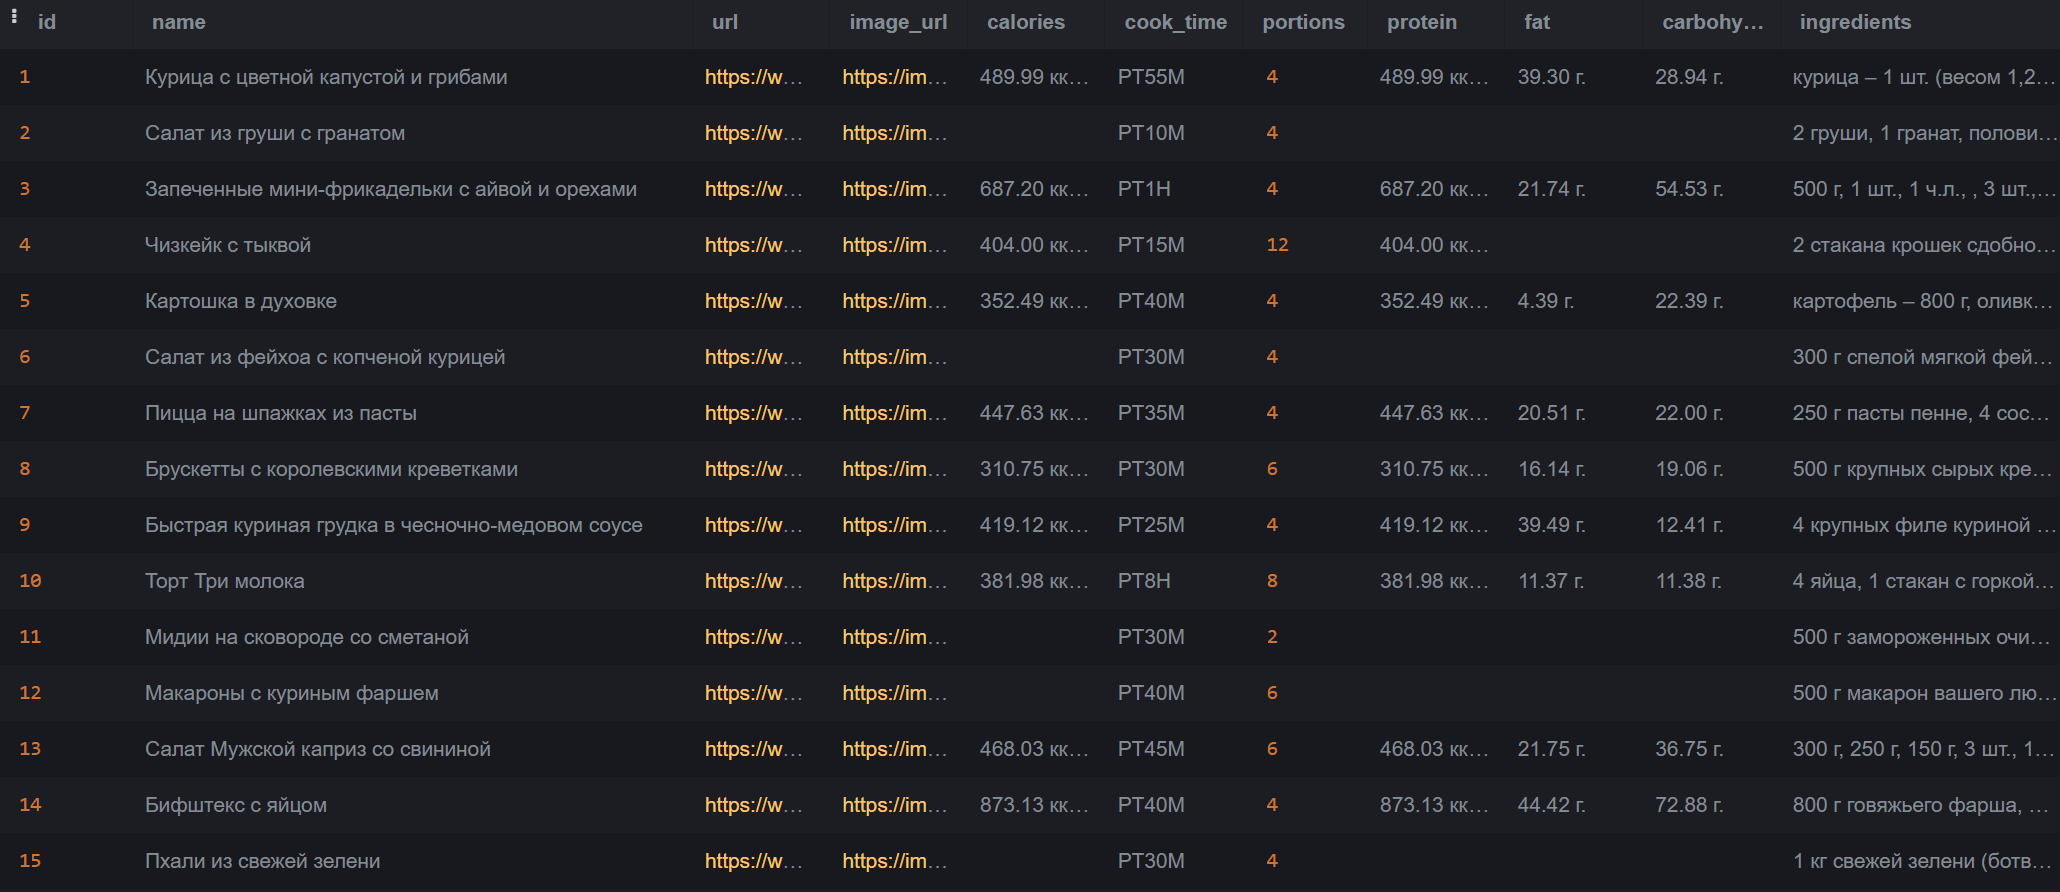 id name url image_url calories cook_time portions protein fat carbohy… ingredients
1 Курица с цветной капустой и грибами https://w… https://im… 489.99 кк… PT55M 4 489.99 кк… 39.30 г. 28.94 г. курица – 1 шт. (весом 1,2…
2 Салат из груши с гранатом https://w… https://im… PT10M 4 2 груши, 1 гранат, полови…
3 Запеченные мини-фрикадельки с айвой и орехами https://w… https://im… 687.20 кк… PT1H 4 687.20 кк… 21.74 г. 54.53 г. 500 г, 1 шт., 1 ч.л., , 3 шт.,…
4 Чизкейк с тыквой https://w… https://im… 404.00 кк… PT15M 12 404.00 кк… 2 стакана крошек сдобно…
5 Картошка в духовке https://w… https://im… 352.49 кк… PT40M 4 352.49 кк… 4.39 г. 22.39 г. картофель – 800 г, оливк…
6 Салат из фейхоа с копченой курицей https://w… https://im… PT30M 4 300 г спелой мягкой фей…
7 Пицца на шпажках из пасты https://w… https://im… 447.63 кк… PT35M 4 447.63 кк… 20.51 г. 22.00 г. 250 г пасты пенне, 4 сос…
8 Брускетты с королевскими креветками https://w… https://im… 310.75 кк… PT30M 6 310.75 кк… 16.14 г. 19.06 г. 500 г крупных сырых кре…
9 Быстрая куриная грудка в чесночно-медовом соусе https://w… https://im… 419.12 кк… PT25M 4 419.12 кк… 39.49 г. 12.41 г. 4 крупных филе куриной …
10 Торт Три молока https://w… https://im… 381.98 кк… PT8H 8 381.98 кк… 11.37 г. 11.38 г. 4 яйца, 1 стакан с горкой…
11 Мидии на сковороде со сметаной https://w… https://im… PT30M 2 500 г замороженных очи…
12 Макароны с куриным фаршем https://w… https://im… PT40M 6 500 г макарон вашего лю…
13 Салат Мужской каприз со свининой https://w… https://im… 468.03 кк… PT45M 6 468.03 кк… 21.75 г. 36.75 г. 300 г, 250 г, 150 г, 3 шт., 1…
14 Бифштекс с яйцом https://w… https://im… 873.13 кк… PT40M 4 873.13 кк… 44.42 г. 72.88 г. 800 г говяжьего фарша, …
15 Пхали из свежей зелени https://w… https://im… PT30M 4 1 кг свежей зелени (ботв…